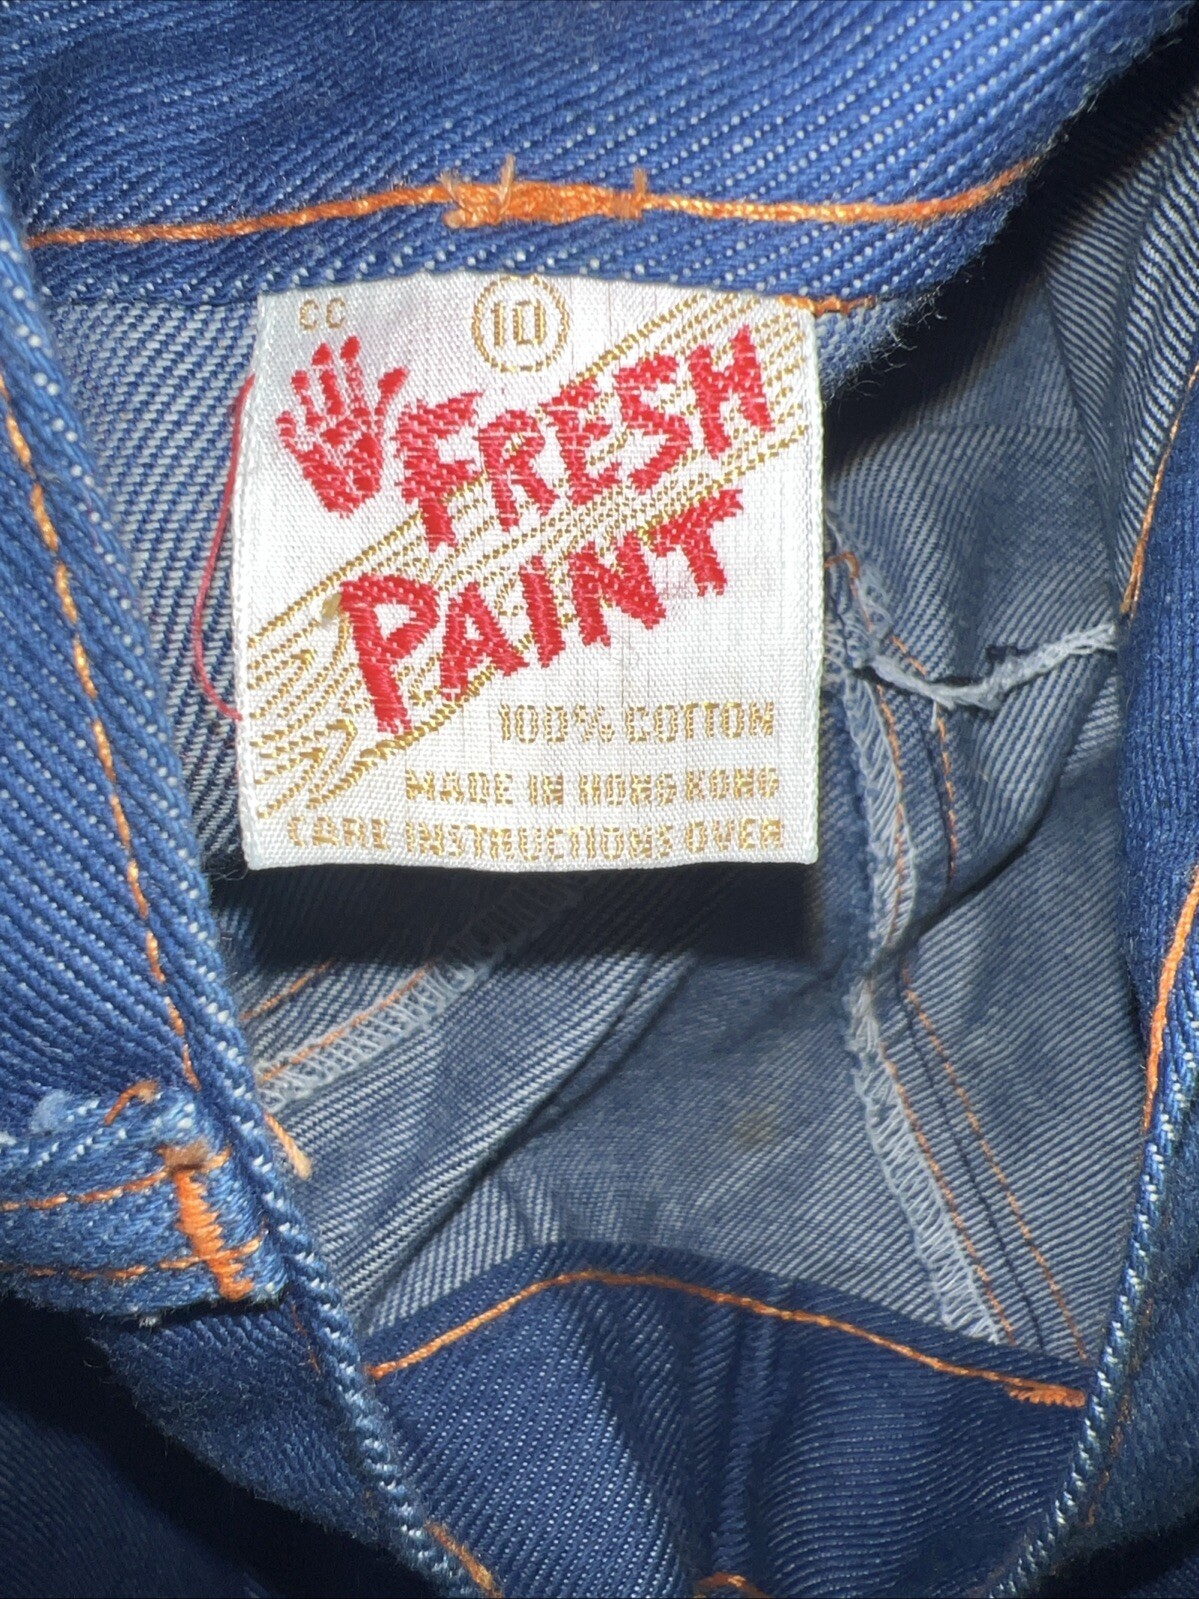 CC
10
FRESH
PAINT
100% COTTON
MADE IN HONG KONG
CARE INSTRUCTIONS OVER